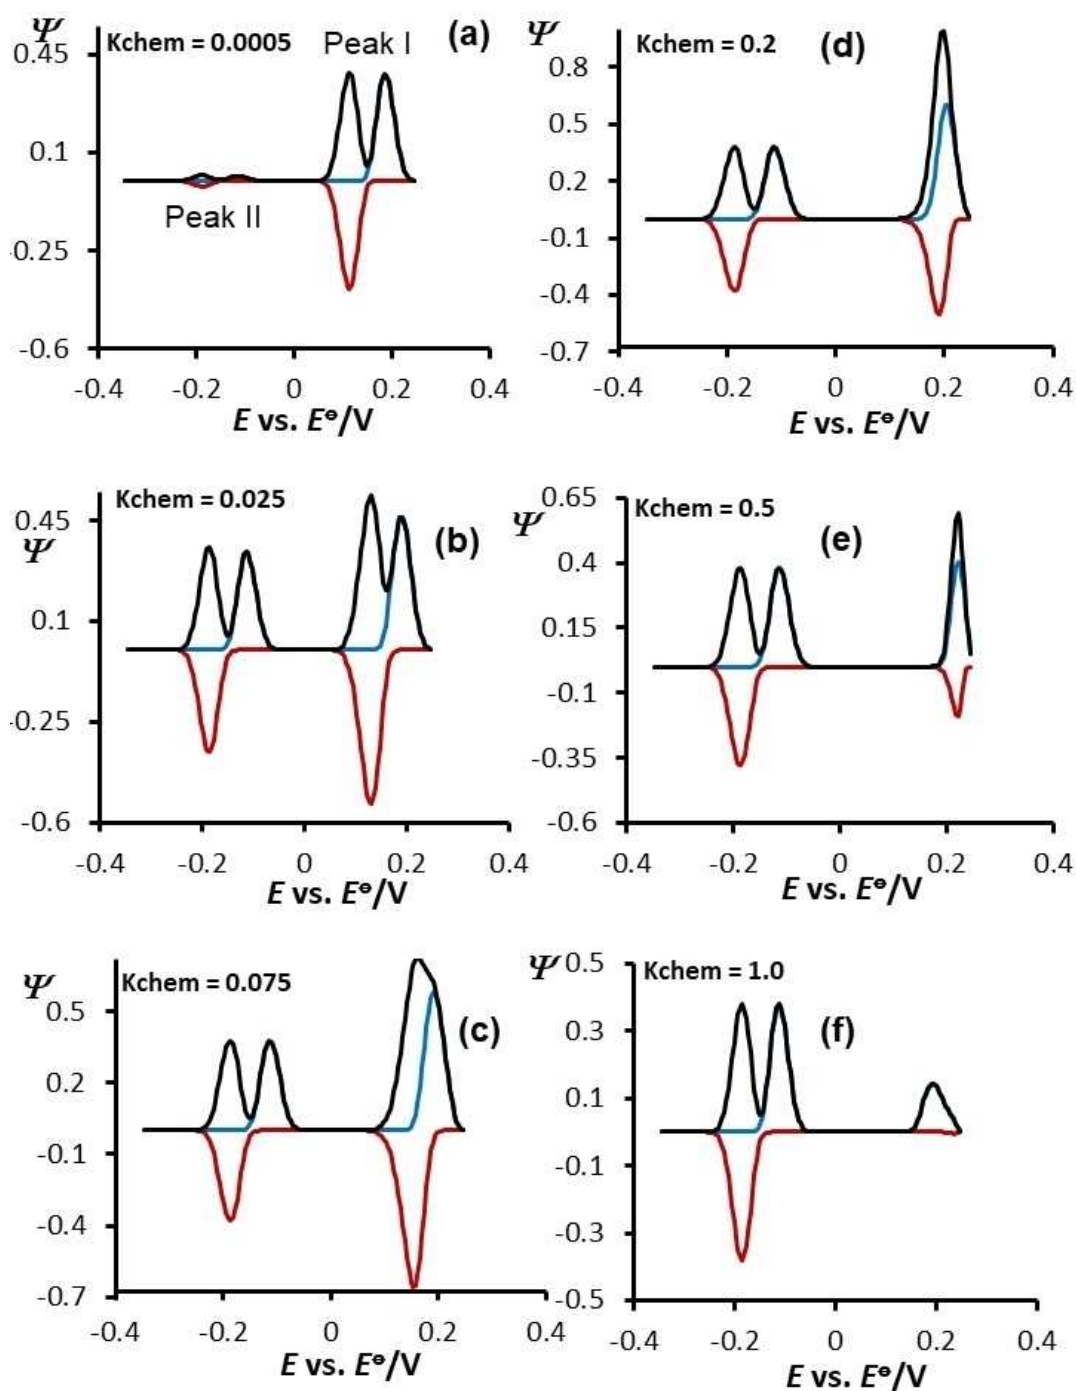 Ψ
Kchem = 0.0005
Peak I
(a)
0.45
0.1
-0.25
-0.6
Peak II
-0.4 -0.2 0 0.2 0.4
E vs. E⦵/V
Ψ
Kchem = 0.2
(d)
0.8
0.5
0.2
-0.1
-0.4
-0.7
-0.4 -0.2 0 0.2 0.4
E vs. E⦵/V
Kchem = 0.025
0.45
Ψ
(b)
0.1
-0.25
-0.6
-0.4 -0.2 0 0.2 0.4
E vs. E⦵/V
0.65
Kchem = 0.5
Ψ
(e)
0.4
0.15
-0.1
-0.35
-0.6
-0.4 -0.2 0 0.2 0.4
E vs. E⦵/V
Ψ
Kchem = 0.075
0.5
(c)
0.2
-0.1
-0.4
-0.7
-0.4 -0.2 0 0.2 0.4
E vs. E⦵/V
Ψ
0.5
Kchem = 1.0
(f)
0.3
0.1
-0.1
-0.3
-0.5
-0.4 -0.2 0 0.2 0.4
E vs. E⦵/V